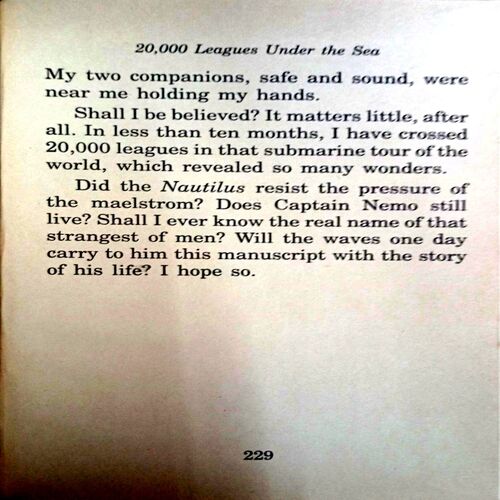 20,000 Leagues Under the Sea
My two companions, safe and sound, were
near me holding my hands.
Shall I be believed? It matters little, after
all. In less than ten months, I have crossed
20,000 leagues in that submarine tour of the
world, which revealed so many wonders.
Did the Nautilus resist the pressure of
the maelstrom? Does Captain Nemo still
live? Shall I ever know the real name of that
strangest of men? Will the waves one day
carry to him this manuscript with the story
of his life? I hope so.
229